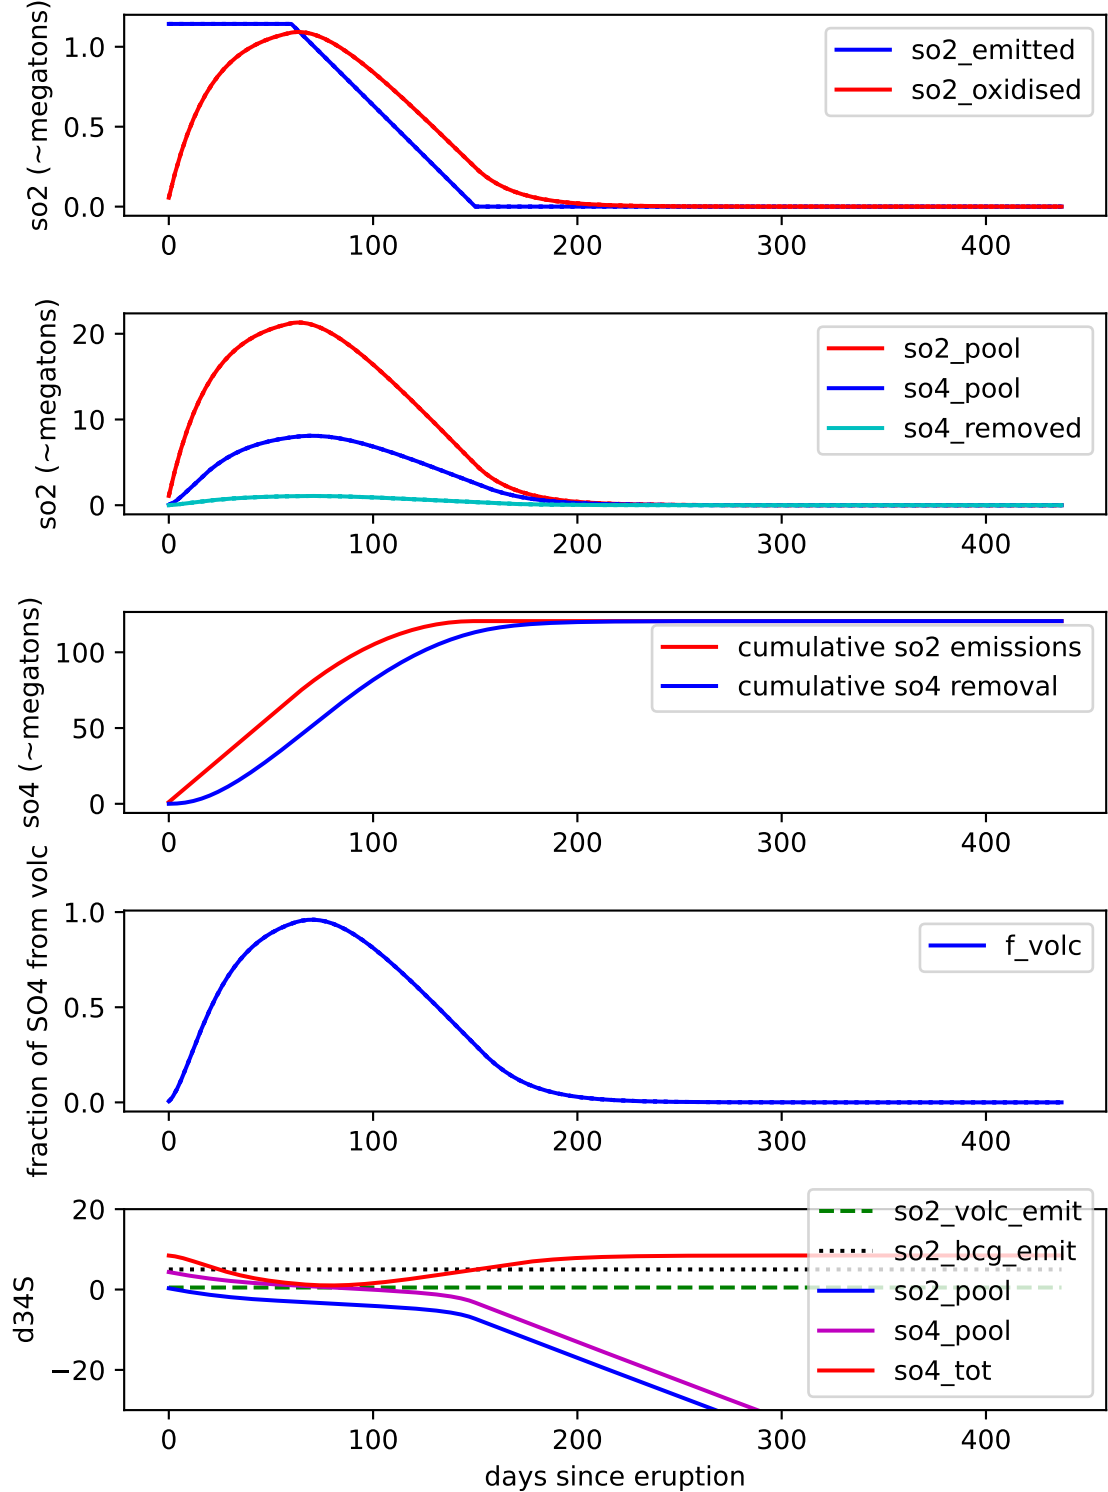 so2 (~megatons)
1.0
0.5
0.0
so2_emitted
so2_oxidised
0
100
200
300
400
so2 (~megatons)
20
10
0
so2_pool
so4_pool
so4_removed
0
100
200
300
400
so4 (~megatons)
100
50
0
cumulative so2 emissions
cumulative so4 removal
0
100
200
300
400
fraction of SO4 from volc
1.0
0.5
0.0
f_volc
0
100
200
300
400
d34S
20
0
−20
so2_volc_emit
so2_bcg_emit
so2_pool
so4_pool
so4_tot
0
100
200
300
400
days since eruption